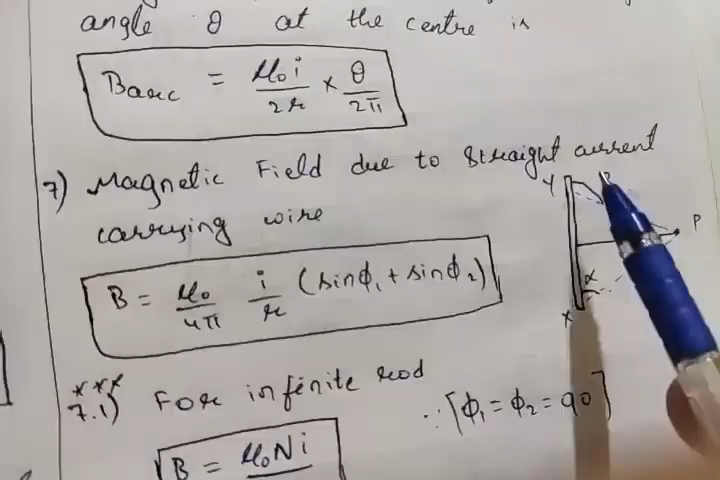 angle θ at the centre is
B_arc = μ₀i/2r × θ/2π
7) Magnetic Field due to straight current
carrying wire
B = μ₀/4π i/r (sinϕ₁ + sinϕ₂)
Y
P
α
X
*** 7.1) For infinite rod
∵ [ϕ₁ = ϕ₂ = 90]
B = μ₀Ni